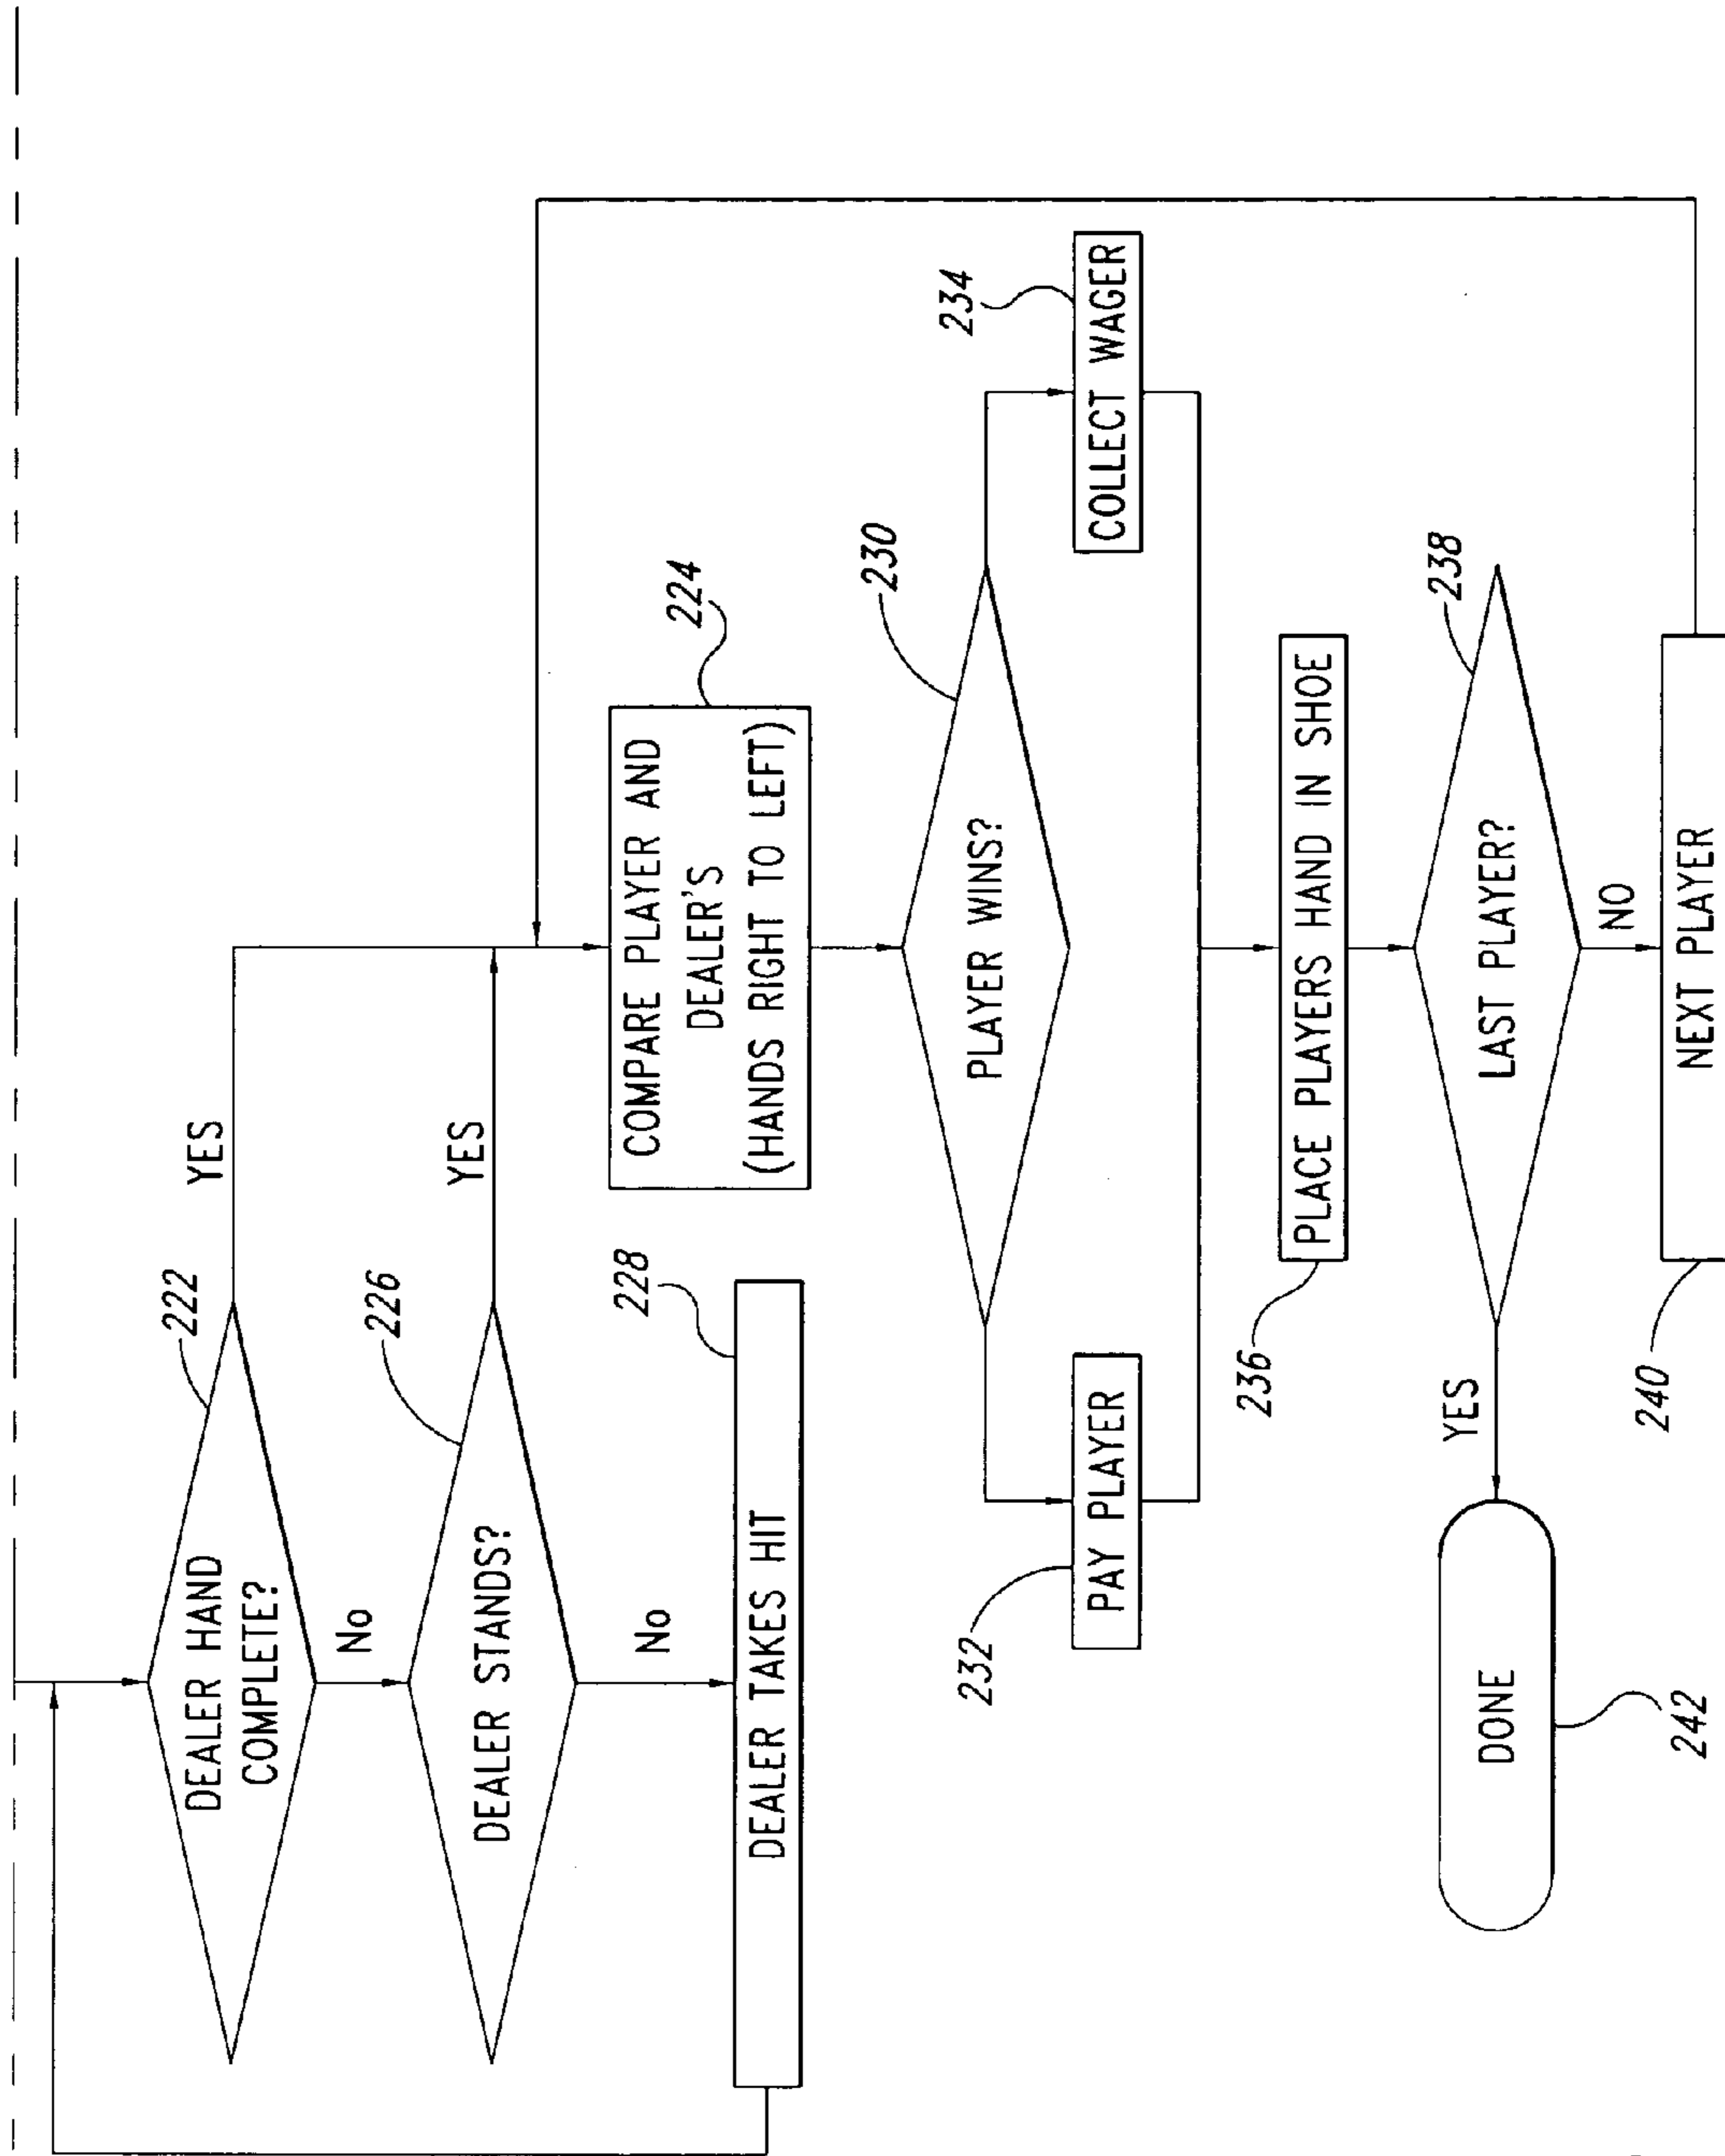 DEALER HAND
COMPLETE?
222
YES
No
DEALER STANDS?
226
YES
No
DEALER TAKES HIT
228
COMPARE PLAYER AND
DEALER'S
(HANDS RIGHT TO LEFT)
224
PLAYER WINS?
230
232
PAY PLAYER
COLLECT WAGER
234
PLACE PLAYERS HAND IN SHOE
236
LAST PLAYER?
238
YES
NO
DONE
242
NEXT PLAYER
240